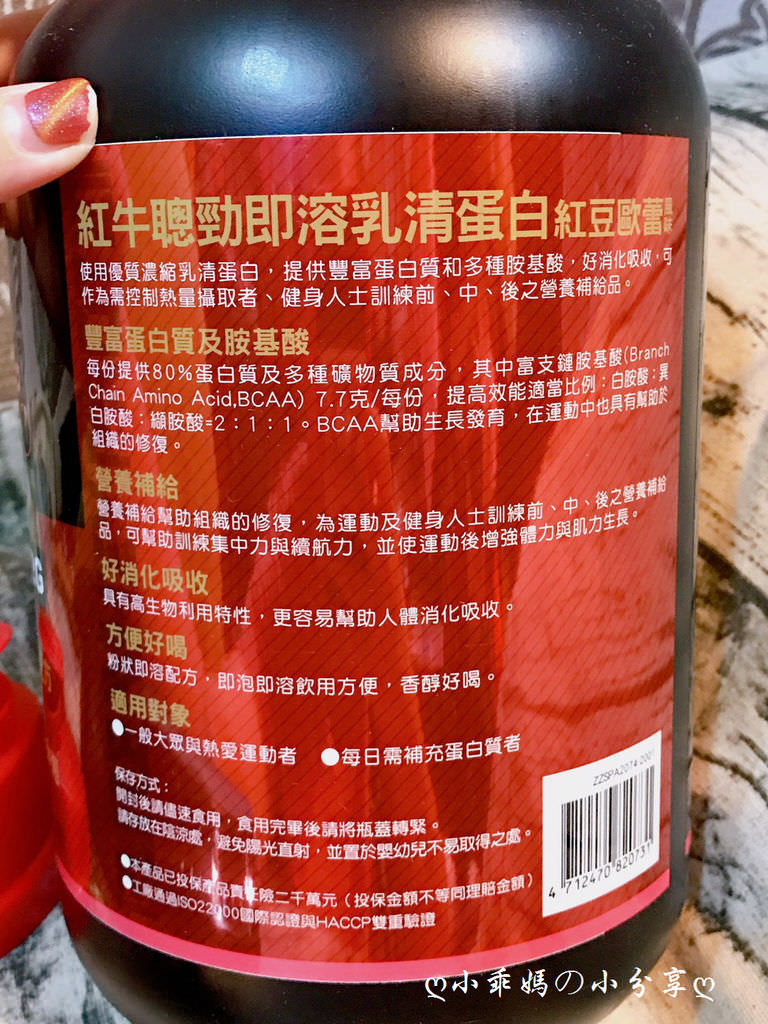 紅牛聰勁即溶乳清蛋白紅豆歐蕾風味
使用優質濃縮乳清蛋白，提供豐富蛋白質和多種胺基酸，好消化吸收，可
作為需控制熱量攝取者、健身人士訓練前、中、後之營養補給品。
豐富蛋白質及胺基酸
每份提供80%蛋白質及多種礦物質成分，其中富支鏈胺基酸(Branch
Chain Amino Acid,BCAA) 7.7克/每份，提高效能適當比例：白胺酸：異
白胺酸：纈胺酸=2：1：1。BCAA幫助生長發育，在運動中也具有幫助於
組織的修復。
營養補給
營養補給幫助組織的修復，為運動及健身人士訓練前、中、後之營養補給
品，可幫助訓練集中力與續航力，並使運動後增強體力與肌力生長。
好消化吸收
具有高生物利用特性，更容易幫助人體消化吸收。
方便好喝
粉狀即溶配方，即泡即溶飲用方便，香醇好喝。
適用對象
●一般大眾與熱愛運動者 ●每日需補充蛋白質者
保存方式：
開封後請儘速食用，食用完畢後請將瓶蓋轉緊。
請存放在陰涼處，避免陽光直射，並置於嬰幼兒不易取得之處。
●本產品已投保產品責任險二千萬元（投保金額不等同理賠金額）
●工廠通過ISO22000國際認證與HACCP雙重驗證
ZZSPA2074-2001
4 712470 820731
G
ღ小乖媽の小分享ღ